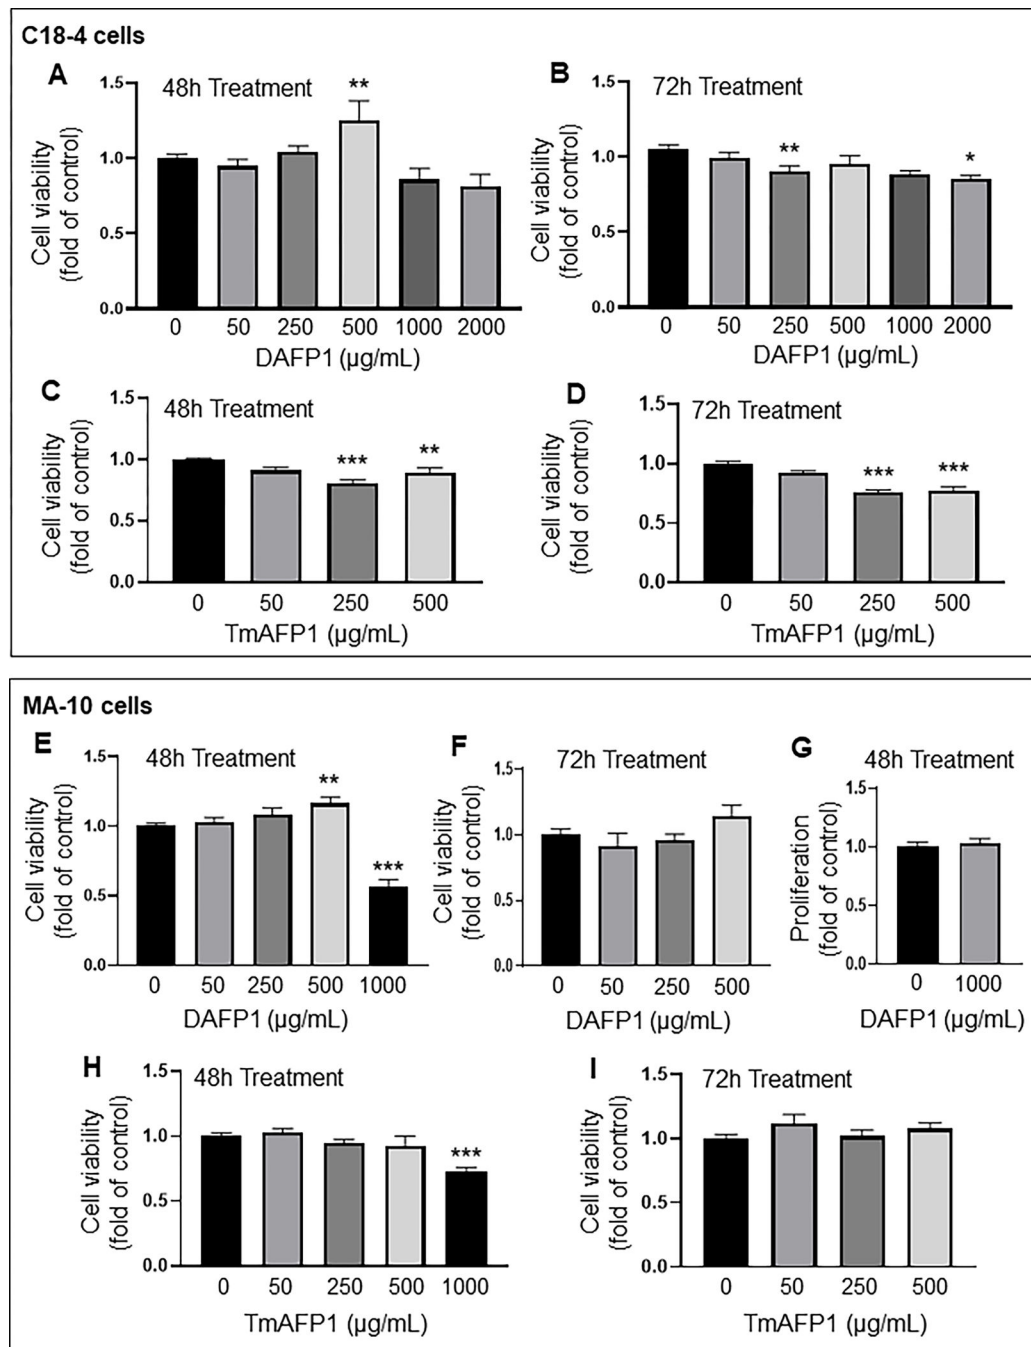 C18-4 cells
A
48h Treatment
**
Cell viability
(fold of control)
1.5
1.0
0.5
0.0
0 50 250 500 1000 2000
DAFP1 (µg/mL)
B
72h Treatment
**
*
Cell viability
(fold of control)
1.5
1.0
0.5
0.0
0 50 250 500 1000 2000
DAFP1 (µg/mL)
C
48h Treatment
***
**
Cell viability
(fold of control)
1.5
1.0
0.5
0.0
0 50 250 500
TmAFP1 (µg/mL)
D
72h Treatment
***
***
Cell viability
(fold of control)
1.5
1.0
0.5
0.0
0 50 250 500
TmAFP1 (µg/mL)
MA-10 cells
E
48h Treatment
**
***
Cell viability
(fold of control)
1.5
1.0
0.5
0.0
0 50 250 500 1000
DAFP1 (µg/mL)
F
72h Treatment
Cell viability
(fold of control)
1.5
1.0
0.5
0.0
0 50 250 500
DAFP1 (µg/mL)
G
48h Treatment
Proliferation
(fold of control)
1.5
1.0
0.5
0.0
0 1000
DAFP1 (µg/mL)
H
48h Treatment
***
Cell viability
(fold of control)
1.5
1.0
0.5
0.0
0 50 250 500 1000
TmAFP1 (µg/mL)
I
72h Treatment
Cell viability
(fold of control)
1.5
1.0
0.5
0.0
0 50 250 500
TmAFP1 (µg/mL)